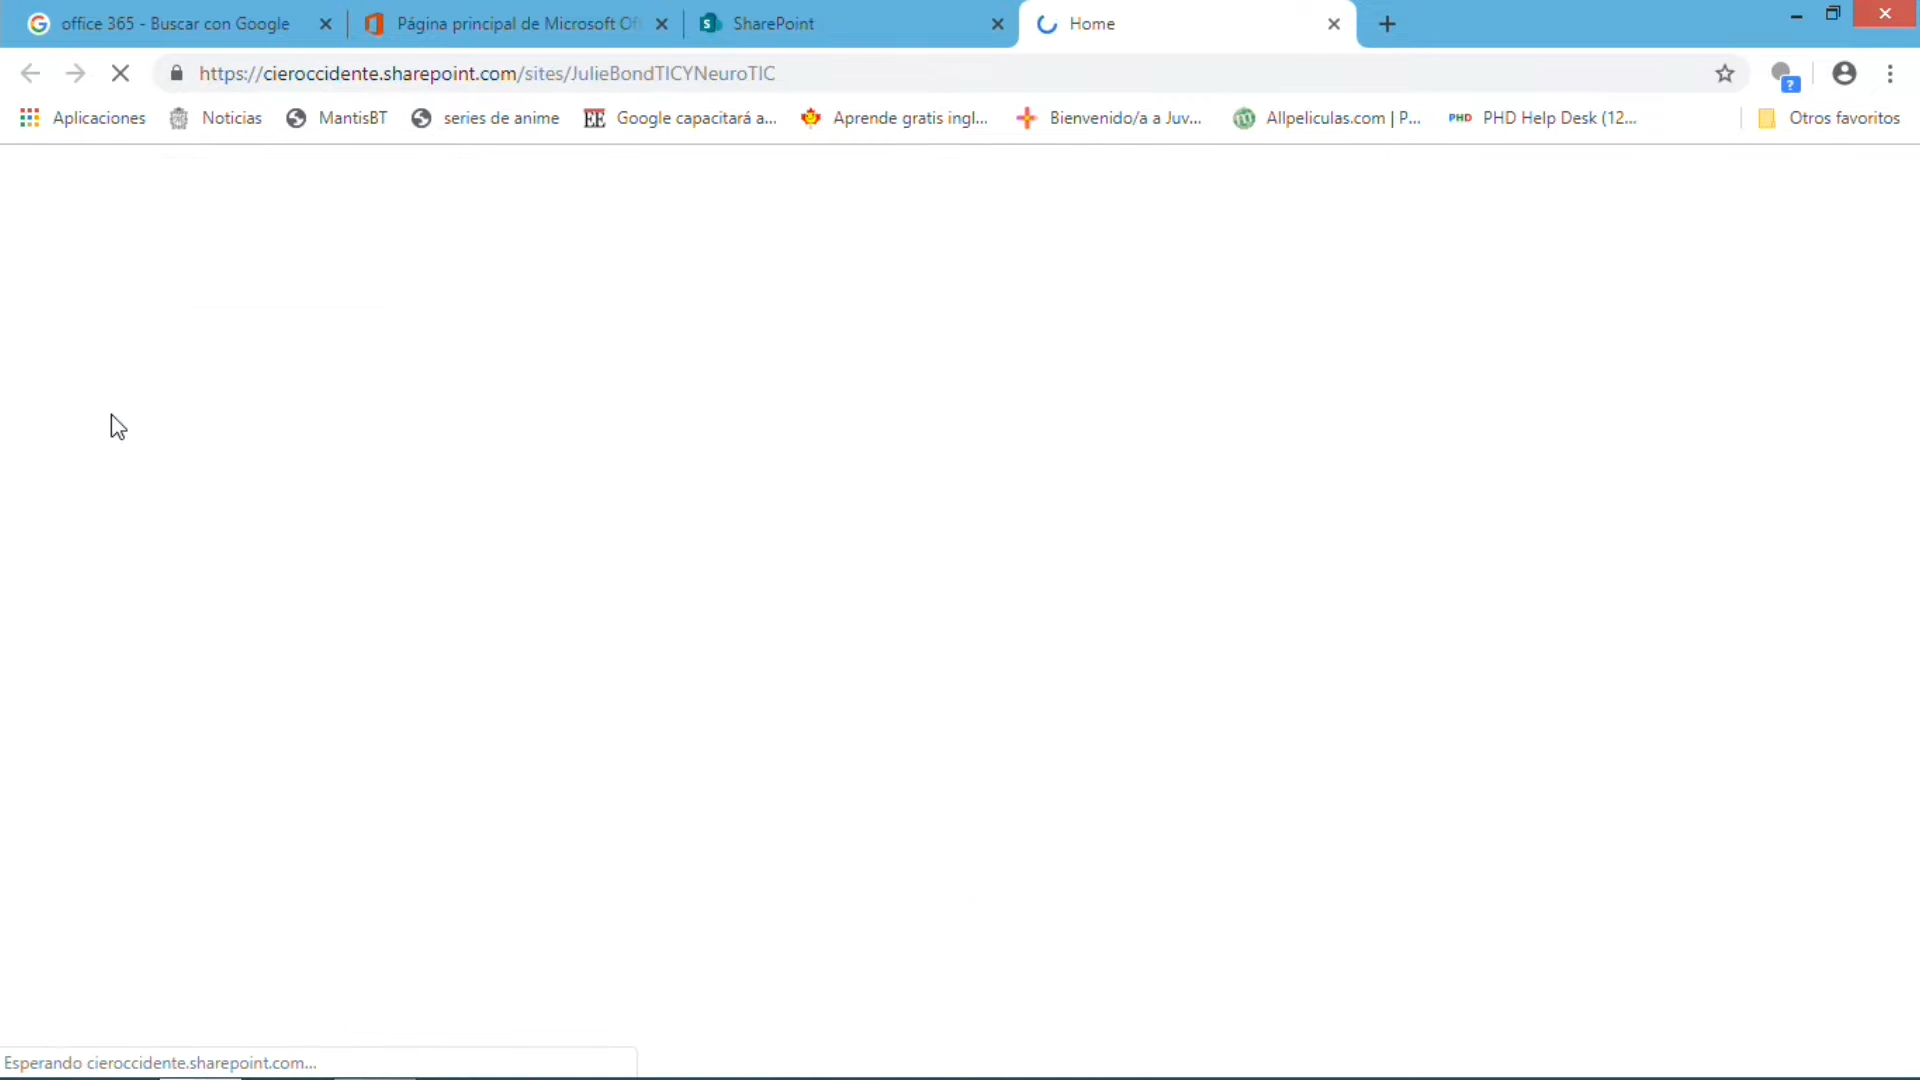 office 365 - Buscar con Google
Página principal de Microsoft Of
SharePoint
Home
https://cieroccidente.sharepoint.com/sites/JulieBondTICYNeuroTIC
Aplicaciones
Noticias
MantisBT
series de anime
EE Google capacitará a...
Aprende gratis ingl...
Bienvenido/a a Juv...
Allpeliculas.com | P...
PHD PHD Help Desk (12...
Otros favoritos
Esperando cieroccidente.sharepoint.com...